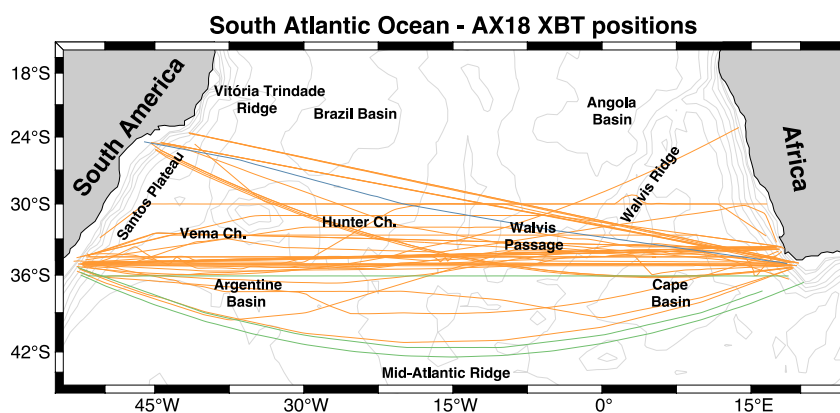 South Atlantic Ocean - AX18 XBT positions
18°S
24°S
30°S
36°S
42°S
South America
Vitória Trindade
Ridge
Brazil Basin
Angola
Basin
Africa
Santos Plateau
Walvis Ridge
Vema Ch.
Hunter Ch.
Walvis
Passage
Argentine
Basin
Cape
Basin
Mid-Atlantic Ridge
45°W
30°W
15°W
0°
15°E